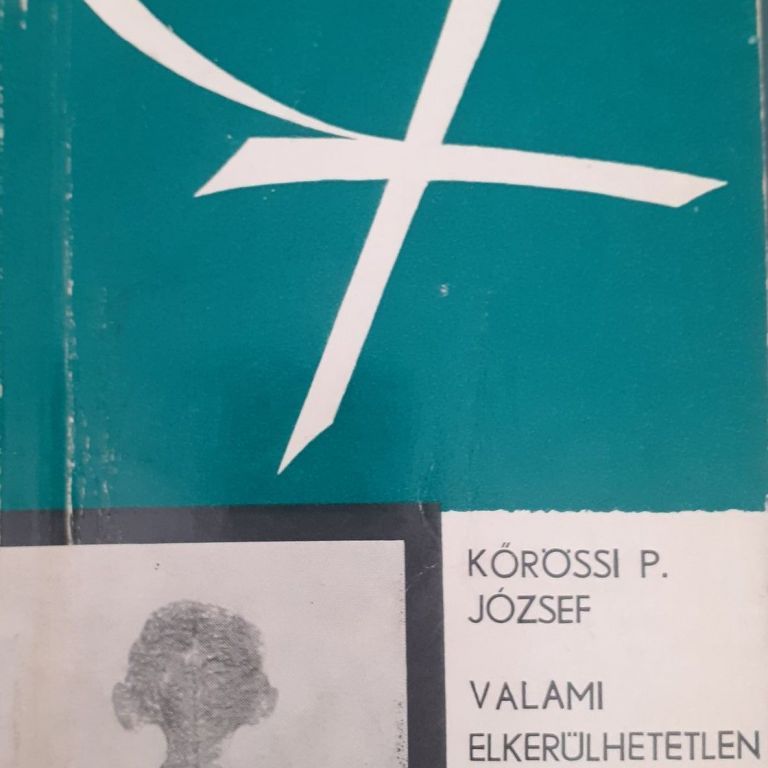 KŐRÖSSI P.
JÓZSEF
VALAMI
ELKERÜLHETETLEN